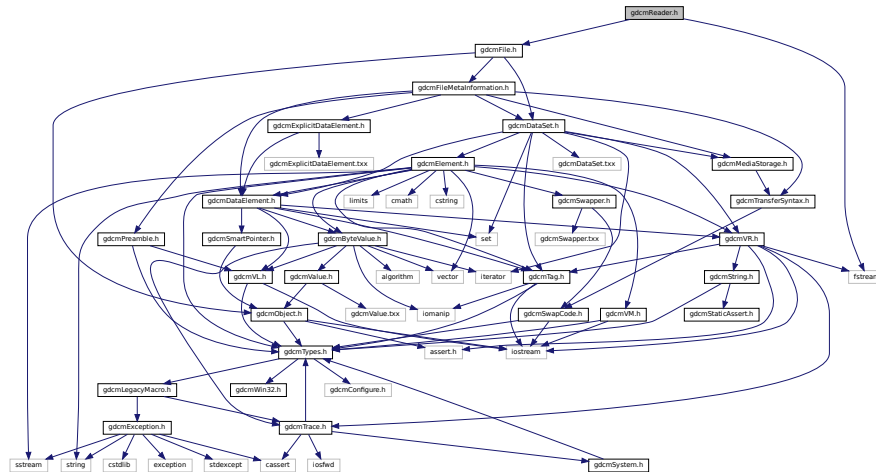 gdcmReader.h
gdcmFile.h
gdcmFileMetaInformation.h
gdcmExplicitDataElement.h
gdcmDataSet.h
gdcmExplicitDataElement.txx
gdcmElement.h
gdcmDataSet.txx
gdcmMediaStorage.h
gdcmDataElement.h
limits
cmath
cstring
gdcmSwapper.h
gdcmTransferSyntax.h
gdcmPreamble.h
gdcmSmartPointer.h
gdcmByteValue.h
set
gdcmSwapper.txx
gdcmVR.h
gdcmVL.h
gdcmValue.h
algorithm
vector
iterator
gdcmTag.h
gdcmString.h
fstream
gdcmObject.h
gdcmValue.txx
iomanip
gdcmSwapCode.h
gdcmVM.h
gdcmStaticAssert.h
gdcmTypes.h
assert.h
iostream
gdcmLegacyMacro.h
gdcmWin32.h
gdcmConfigure.h
gdcmException.h
gdcmTrace.h
sstream
string
cstdlib
exception
stdexcept
cassert
iosfwd
gdcmSystem.h